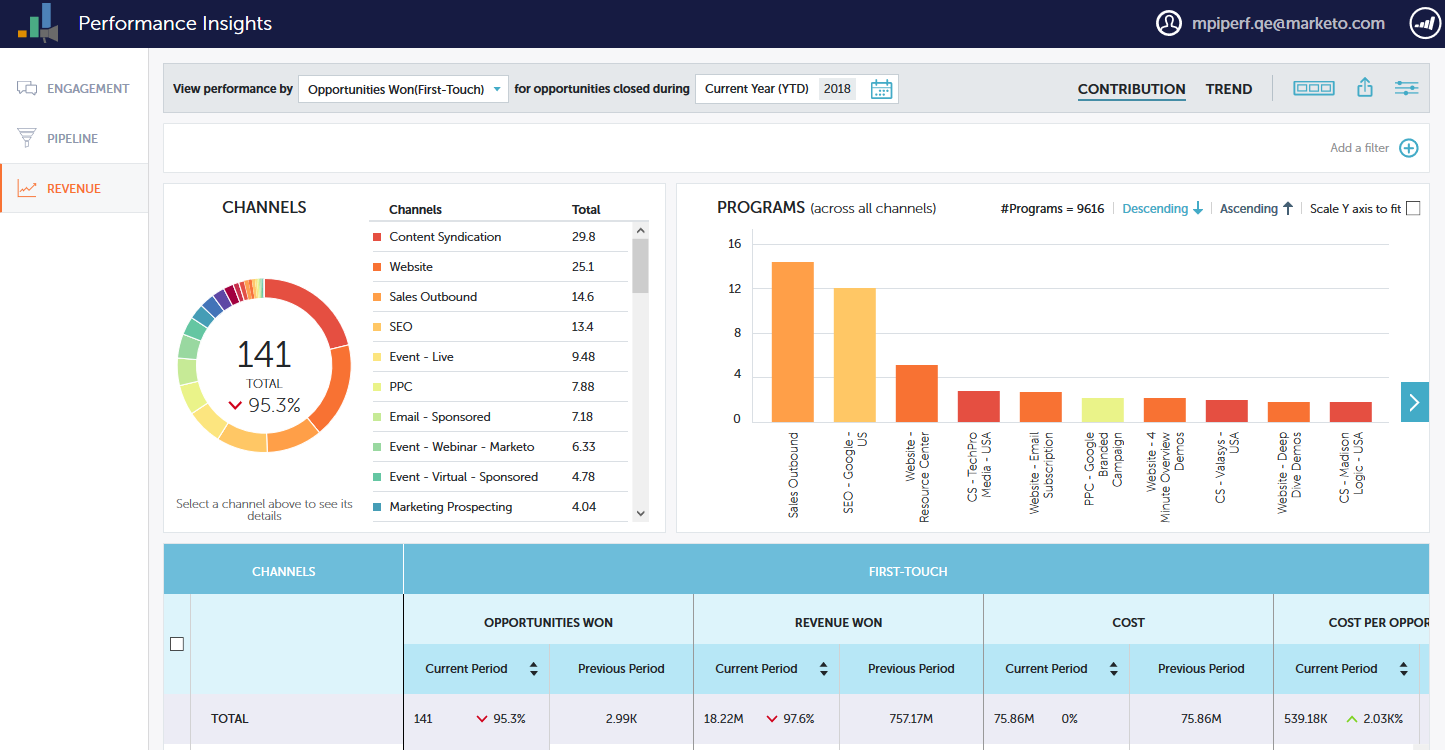 Performance Insights
mpiperf.qe@marketo.com
ENGAGEMENT
PIPELINE
REVENUE
View performance by Opportunities Won(First-Touch) for opportunities closed during Current Year (YTD) 2018 CONTRIBUTION TREND
Add a filter
CHANNELS
Channels Total
Content Syndication 29.8
Website 25.1
Sales Outbound 14.6
SEO 13.4
Event - Live 9.48
PPC 7.88
Email - Sponsored 7.18
Event - Webinar - Marketo 6.33
Event - Virtual - Sponsored 4.78
Marketing Prospecting 4.04
141
TOTAL
95.3%
Select a channel above to see its
details
PROGRAMS (across all channels) #Programs = 9616 Descending Ascending Scale Y axis to fit
16
12
8
4
0
Sales Outbound
SEO - Google -
US
Website -
Resource Center
CS - TechPro
Media - USA
Website - Email
Subscription
PPC - Google
Branded
Campaign
Website - 4
Minute Overview
Demos
CS - Valasys -
USA
Website - Deep
Dive Demos
CS - Madison
Logic - USA
CHANNELS FIRST-TOUCH
OPPORTUNITIES WON REVENUE WON COST COST PER OPPOR
Current Period Previous Period Current Period Previous Period Current Period Previous Period Current Period
TOTAL 141 95.3% 2.99K 18.22M 97.6% 757.17M 75.86M 0% 75.86M 539.18K 2.03K%